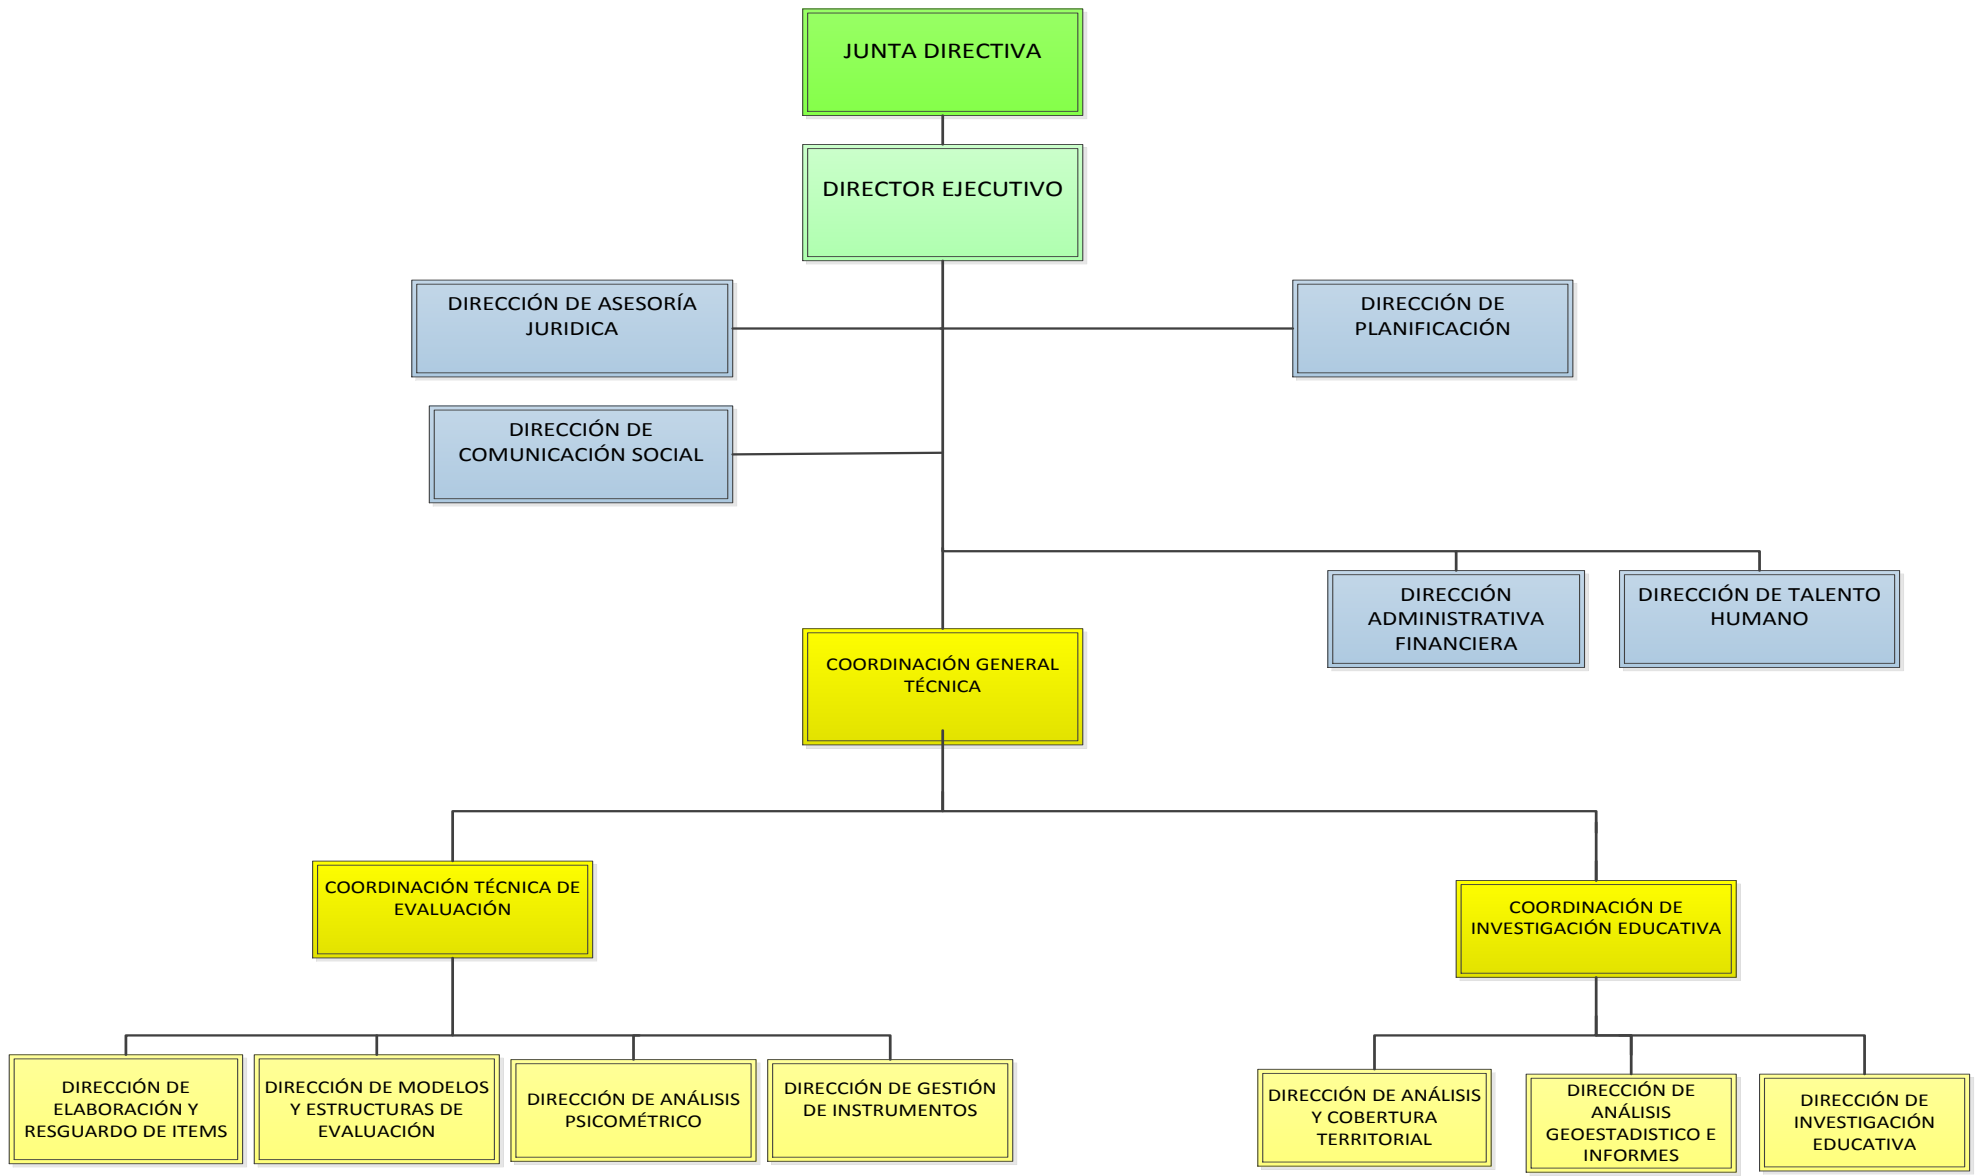 JUNTA DIRECTIVA
DIRECTOR EJECUTIVO
DIRECCIÓN DE ASESORÍA
JURIDICA
DIRECCIÓN DE
PLANIFICACIÓN
DIRECCIÓN DE
COMUNICACIÓN SOCIAL
DIRECCIÓN
ADMINISTRATIVA
FINANCIERA
DIRECCIÓN DE TALENTO
HUMANO
COORDINACIÓN GENERAL
TÉCNICA
COORDINACIÓN TÉCNICA DE
EVALUACIÓN
COORDINACIÓN DE
INVESTIGACIÓN EDUCATIVA
DIRECCIÓN DE
ELABORACIÓN Y
RESGUARDO DE ITEMS
DIRECCIÓN DE MODELOS
Y ESTRUCTURAS DE
EVALUACIÓN
DIRECCIÓN DE ANÁLISIS
PSICOMÉTRICO
DIRECCIÓN DE GESTIÓN
DE INSTRUMENTOS
DIRECCIÓN DE ANÁLISIS
Y COBERTURA
TERRITORIAL
DIRECCIÓN DE
ANÁLISIS
GEOESTADISTICO E
INFORMES
DIRECCIÓN DE
INVESTIGACIÓN
EDUCATIVA